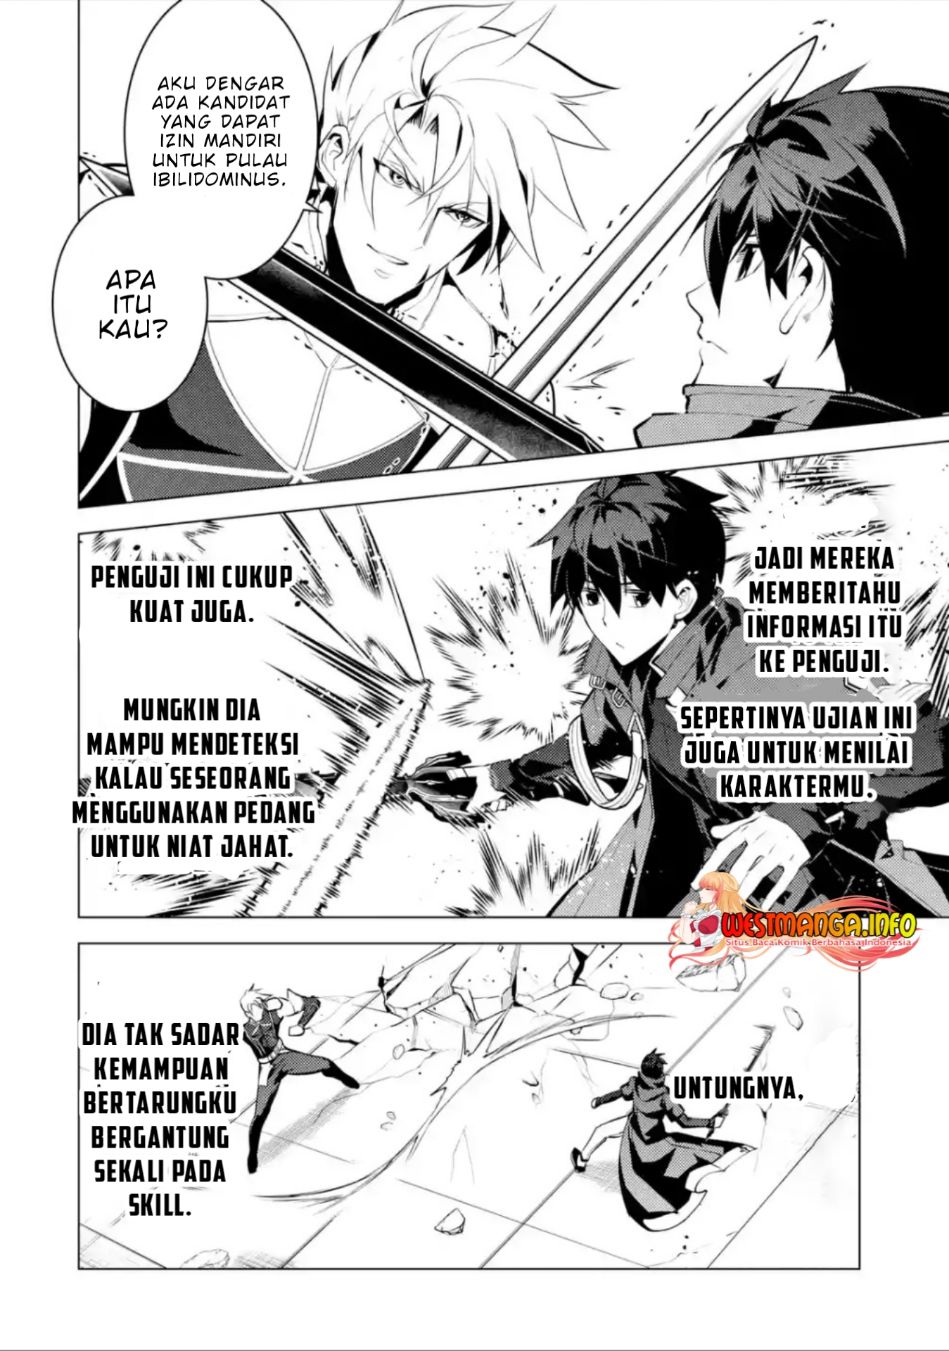 AKU DENGAR
ADA KANDIDAT
YANG DAPAT
IZIN MANDIRI
UNTUK PULAU
IBILIDOMINUS.
APA
ITU
KAU?
JADI MEREKA
MEMBERITAHU
INFORMASI ITU
KE PENGUJI.
SEPERTINYA UJIAN INI
JUGA UNTUK MENILAI
KARAKTERMU.
PENGUJI INI CUKUP
KUAT JUGA.
MUNGKIN DIA
MAMPU MENDETEKSI
KALAU SESEORANG
MENGGUNAKAN PEDANG
UNTUK NIAT JAHAT.
WESTMANGA.INFO
Situs Baca Komik Berbahasa Indonesia
UNTUNGNYA,
DIA TAK SADAR
KEMAMPUAN
BERTARUNGKU
BERGANTUNG
SEKALI PADA
SKILL.